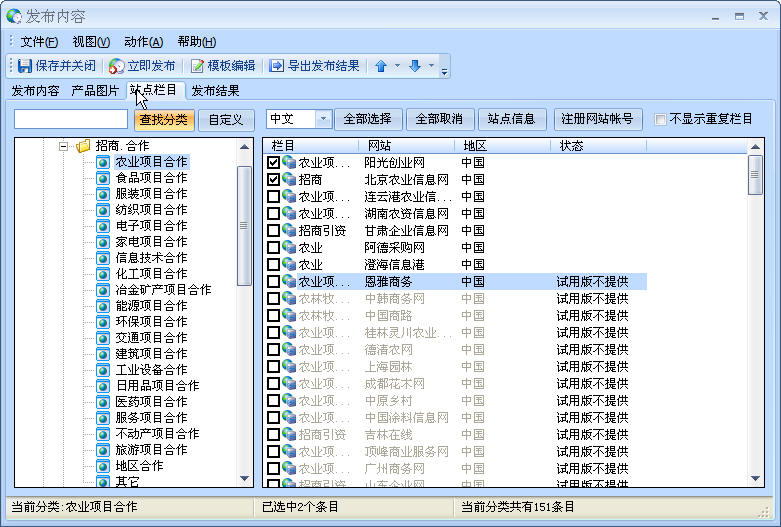 发布内容
文件(F) 视图(V) 动作(A) 帮助(H)
保存并关闭 立即发布 模板编辑 导出发布结果
发布内容 产品图片 站点栏目 发布结果
查找分类 自定义 中文 全部选择 全部取消 站点信息 注册网站帐号 不显示重复栏目
招商.合作
农业项目合作
食品项目合作
服装项目合作
纺织项目合作
电子项目合作
家电项目合作
信息技术合作
化工项目合作
冶金矿产项目合作
能源项目合作
环保项目合作
交通项目合作
建筑项目合作
工业设备合作
日用品项目合作
医药项目合作
服务项目合作
不动产项目合作
旅游项目合作
地区合作
其它
栏目 网站 地区 状态
农业项... 阳光创业网 中国
招商 北京农业信息网 中国
农业项... 连云港农业信... 中国
农业项... 湖南农资信息 中国
招商引资 甘肃企业信息网 中国
农业 阿德采购网 中国
农业 澄海信息港 中国
农业项... 恩雅商务 中国 试用版不提供
农林牧... 中韩商务网 中国 试用版不提供
农林牧... 中国商路 中国 试用版不提供
农业项... 桂林灵川农业... 中国 试用版不提供
农业项... 德清农网 中国 试用版不提供
农业项... 上海园林 中国 试用版不提供
农业项... 成都花木网 中国 试用版不提供
农业项... 中原乡村 中国 试用版不提供
农业项... 中国涂料信息网 中国 试用版不提供
招商引资 吉林在线 中国 试用版不提供
农业项... 顶峰商业服务网 中国 试用版不提供
农业项... 广州商务网 中国 试用版不提供
招商引资 山东企业网 中国 试用版不提供
当前分类:农业项目合作 已选中2个条目 当前分类共有151条目